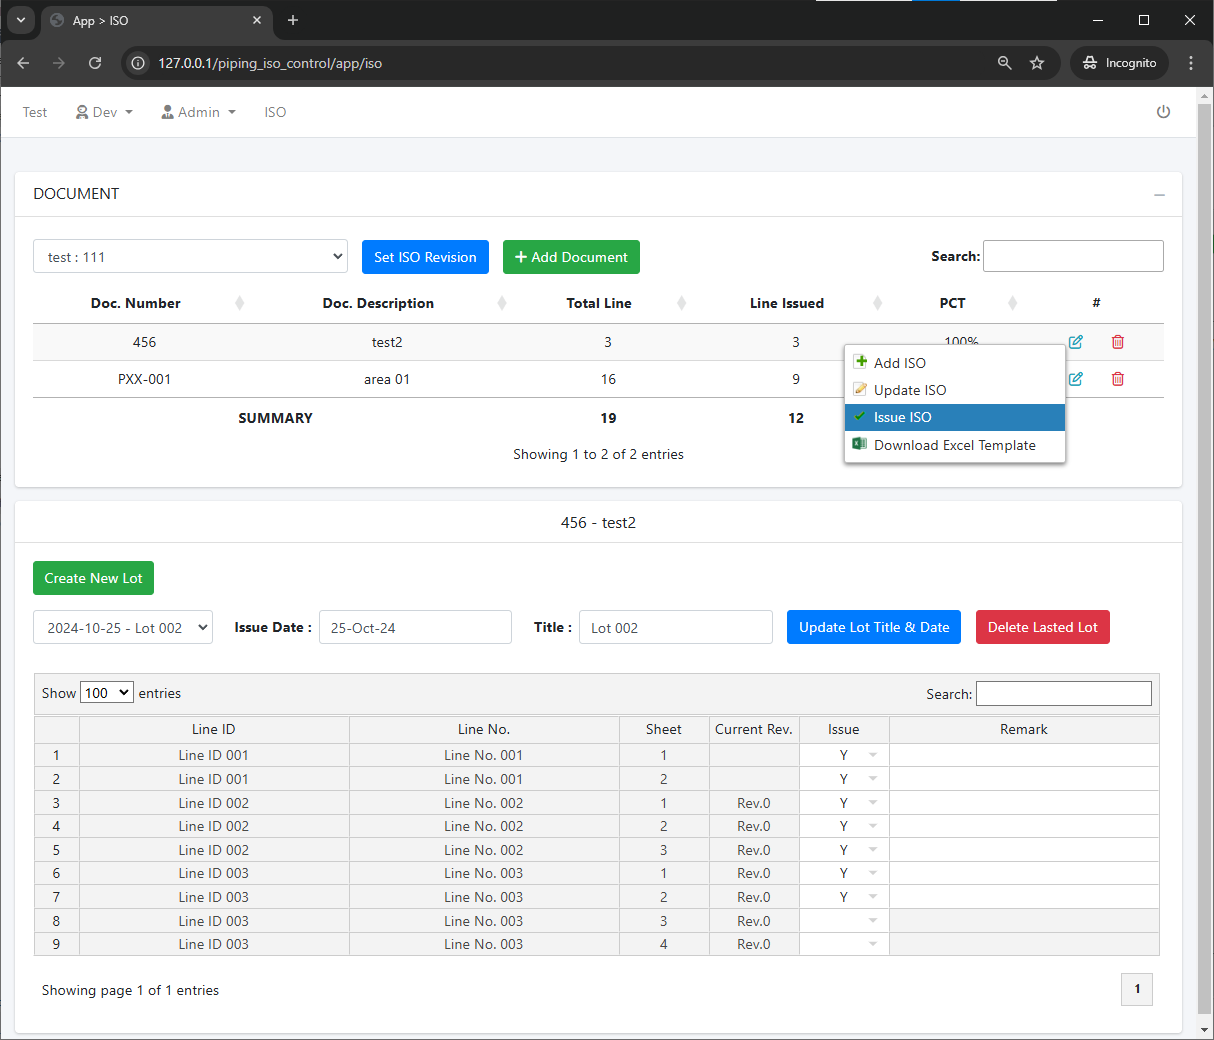 App > ISO
127.0.0.1/piping_iso_control/app/iso
Incognito
Test Dev Admin ISO
DOCUMENT
test : 111 Set ISO Revision + Add Document Search:
Doc. Number Doc. Description Total Line Line Issued PCT #
456 test2 3 3 100%
PXX-001 area 01 16 9
SUMMARY 19 12
Showing 1 to 2 of 2 entries
Add ISO
Update ISO
Issue ISO
Download Excel Template
456 - test2
Create New Lot
2024-10-25 - Lot 002 Issue Date : 25-Oct-24 Title : Lot 002 Update Lot Title & Date Delete Lasted Lot
Show 100 entries Search:
Line ID Line No. Sheet Current Rev. Issue Remark
1 Line ID 001 Line No. 001 1 Y
2 Line ID 001 Line No. 001 2 Y
3 Line ID 002 Line No. 002 1 Rev.0 Y
4 Line ID 002 Line No. 002 2 Rev.0 Y
5 Line ID 002 Line No. 002 3 Rev.0 Y
6 Line ID 003 Line No. 003 1 Rev.0 Y
7 Line ID 003 Line No. 003 2 Rev.0 Y
8 Line ID 003 Line No. 003 3 Rev.0
9 Line ID 003 Line No. 003 4 Rev.0
Showing page 1 of 1 entries 1